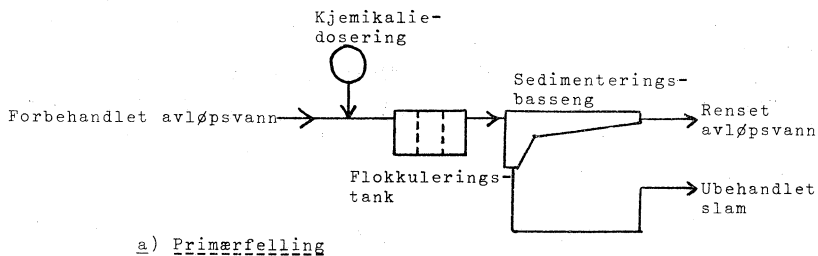 Kjemikalie-
dosering
Sedimenterings-
basseng
Forbehandlet avløpsvann
Renset
avløpsvann
Flokkulerings-
tank
Ubehandlet
slam
a) Primærfelling